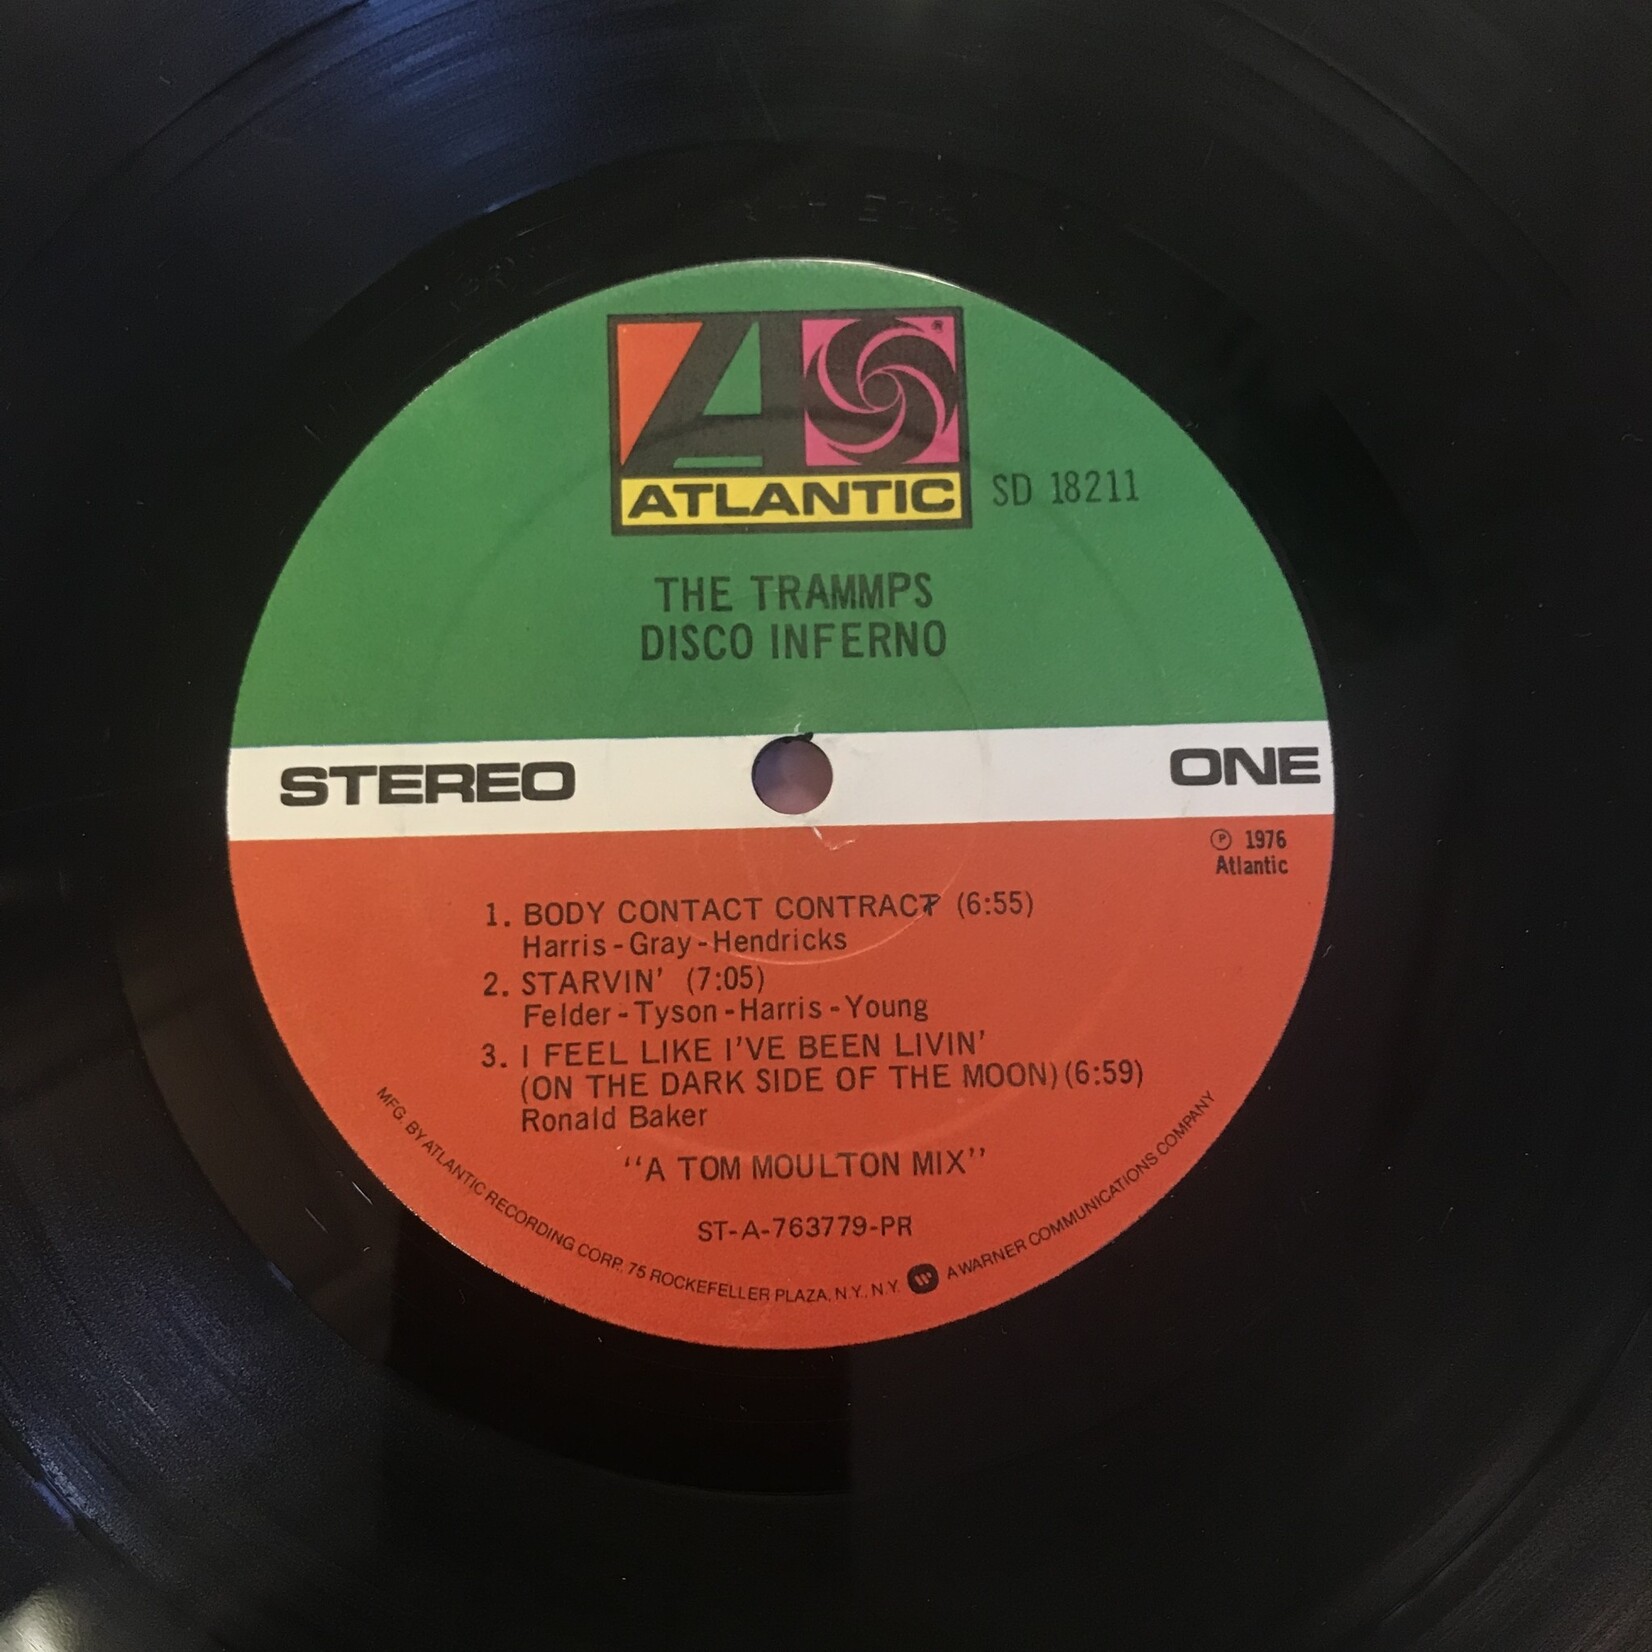 ATLANTIC
®
SD 18211
THE TRAMMPS
DISCO INFERNO
STEREO
ONE
℗ 1976
Atlantic
1. BODY CONTACT CONTRACT (6:55)
Harris - Gray - Hendricks
2. STARVIN' (7:05)
Felder - Tyson - Harris - Young
3. I FEEL LIKE I'VE BEEN LIVIN'
(ON THE DARK SIDE OF THE MOON) (6:59)
Ronald Baker
"A TOM MOULTON MIX"
ST-A-763779-PR
MFG. BY ATLANTIC RECORDING CORP. 75 ROCKEFELLER PLAZA, N.Y., N.Y. A WARNER COMMUNICATIONS COMPANY